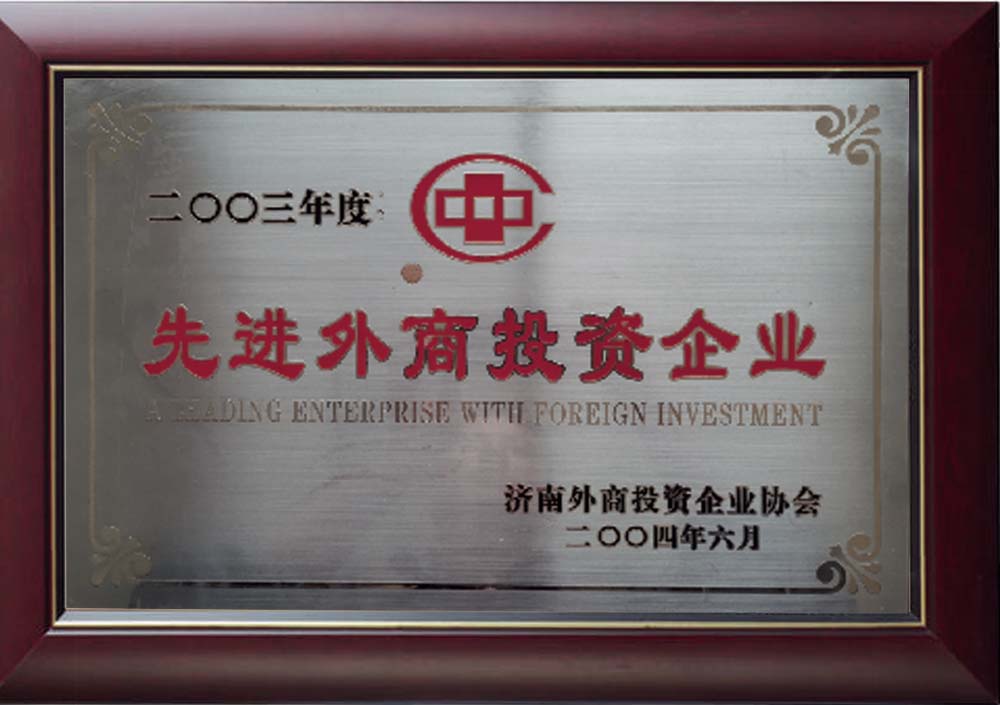 二〇〇三年度
先进外商投资企业
A LEADING ENTERPRISE WITH FOREIGN INVESTMENT
济南外商投资企业协会
二〇〇四年六月